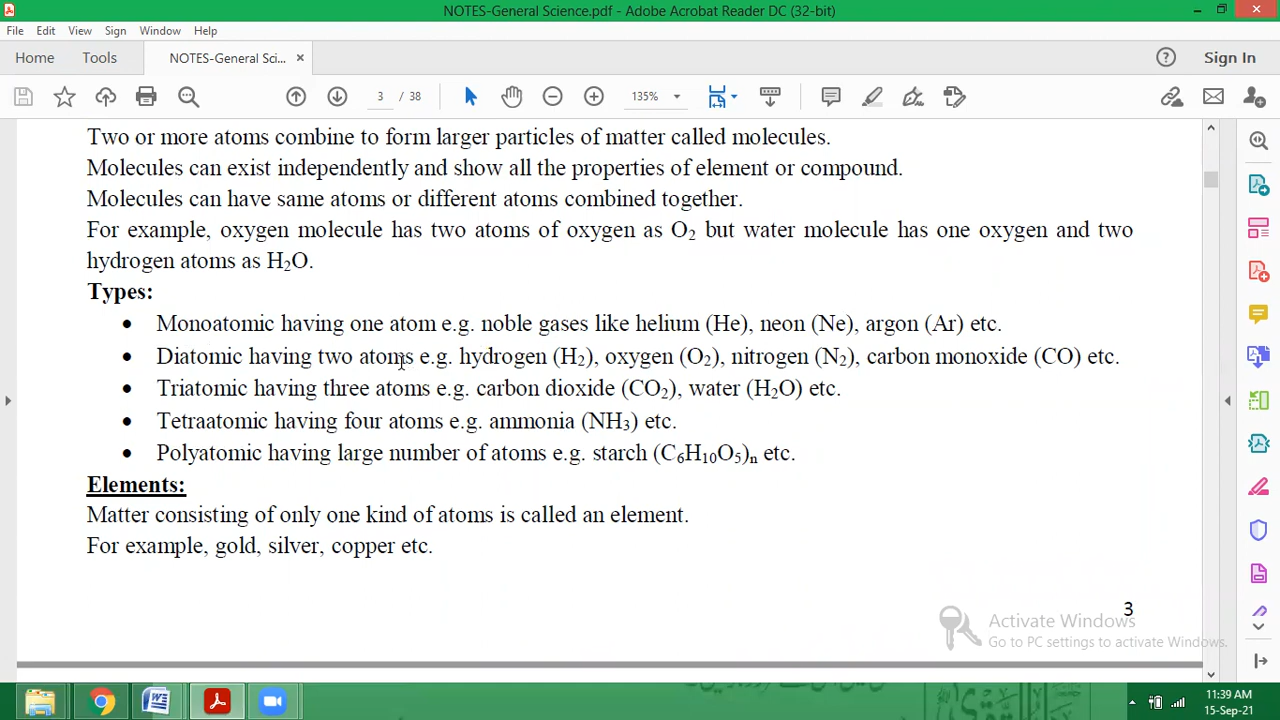 NOTES-General Science.pdf - Adobe Acrobat Reader DC (32-bit)
File Edit View Sign Window Help
Home Tools NOTES-General Sci... × Sign In
3 / 38 135%
Two or more atoms combine to form larger particles of matter called molecules.
Molecules can exist independently and show all the properties of element or compound.
Molecules can have same atoms or different atoms combined together.
For example, oxygen molecule has two atoms of oxygen as O₂ but water molecule has one oxygen and two
hydrogen atoms as H₂O.
Types:
• Monoatomic having one atom e.g. noble gases like helium (He), neon (Ne), argon (Ar) etc.
• Diatomic having two atoms e.g. hydrogen (H₂), oxygen (O₂), nitrogen (N₂), carbon monoxide (CO) etc.
• Triatomic having three atoms e.g. carbon dioxide (CO₂), water (H₂O) etc.
• Tetraatomic having four atoms e.g. ammonia (NH₃) etc.
• Polyatomic having large number of atoms e.g. starch (C₆H₁₀O₅)ₙ etc.
Elements:
Matter consisting of only one kind of atoms is called an element.
For example, gold, silver, copper etc.
3
Activate Windows
Go to PC settings to activate Windows.
11:39 AM
15-Sep-21